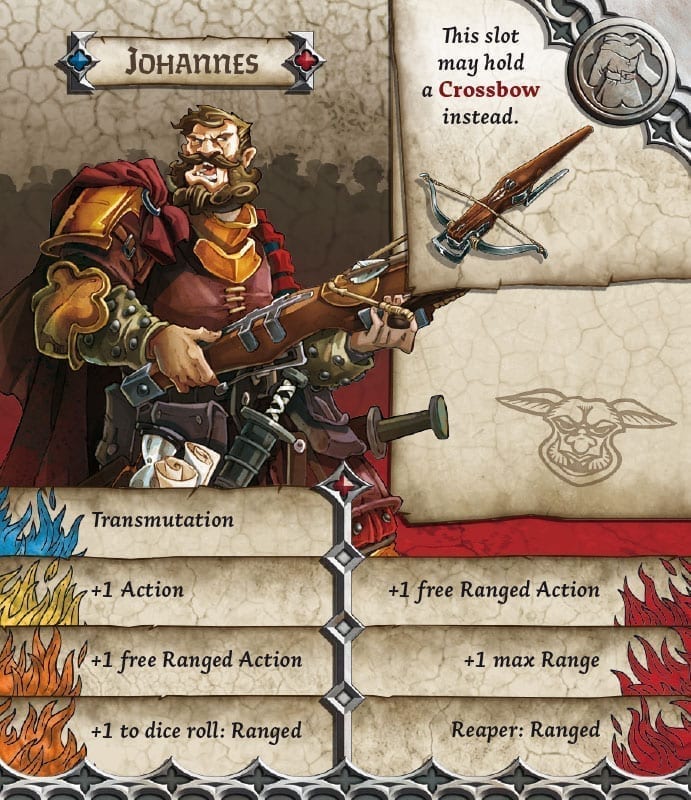 Johannes
This slot
may hold
a Crossbow
instead.
Transmutation
+1 Action
+1 free Ranged Action
+1 to dice roll: Ranged
+1 free Ranged Action
+1 max Range
Reaper: Ranged